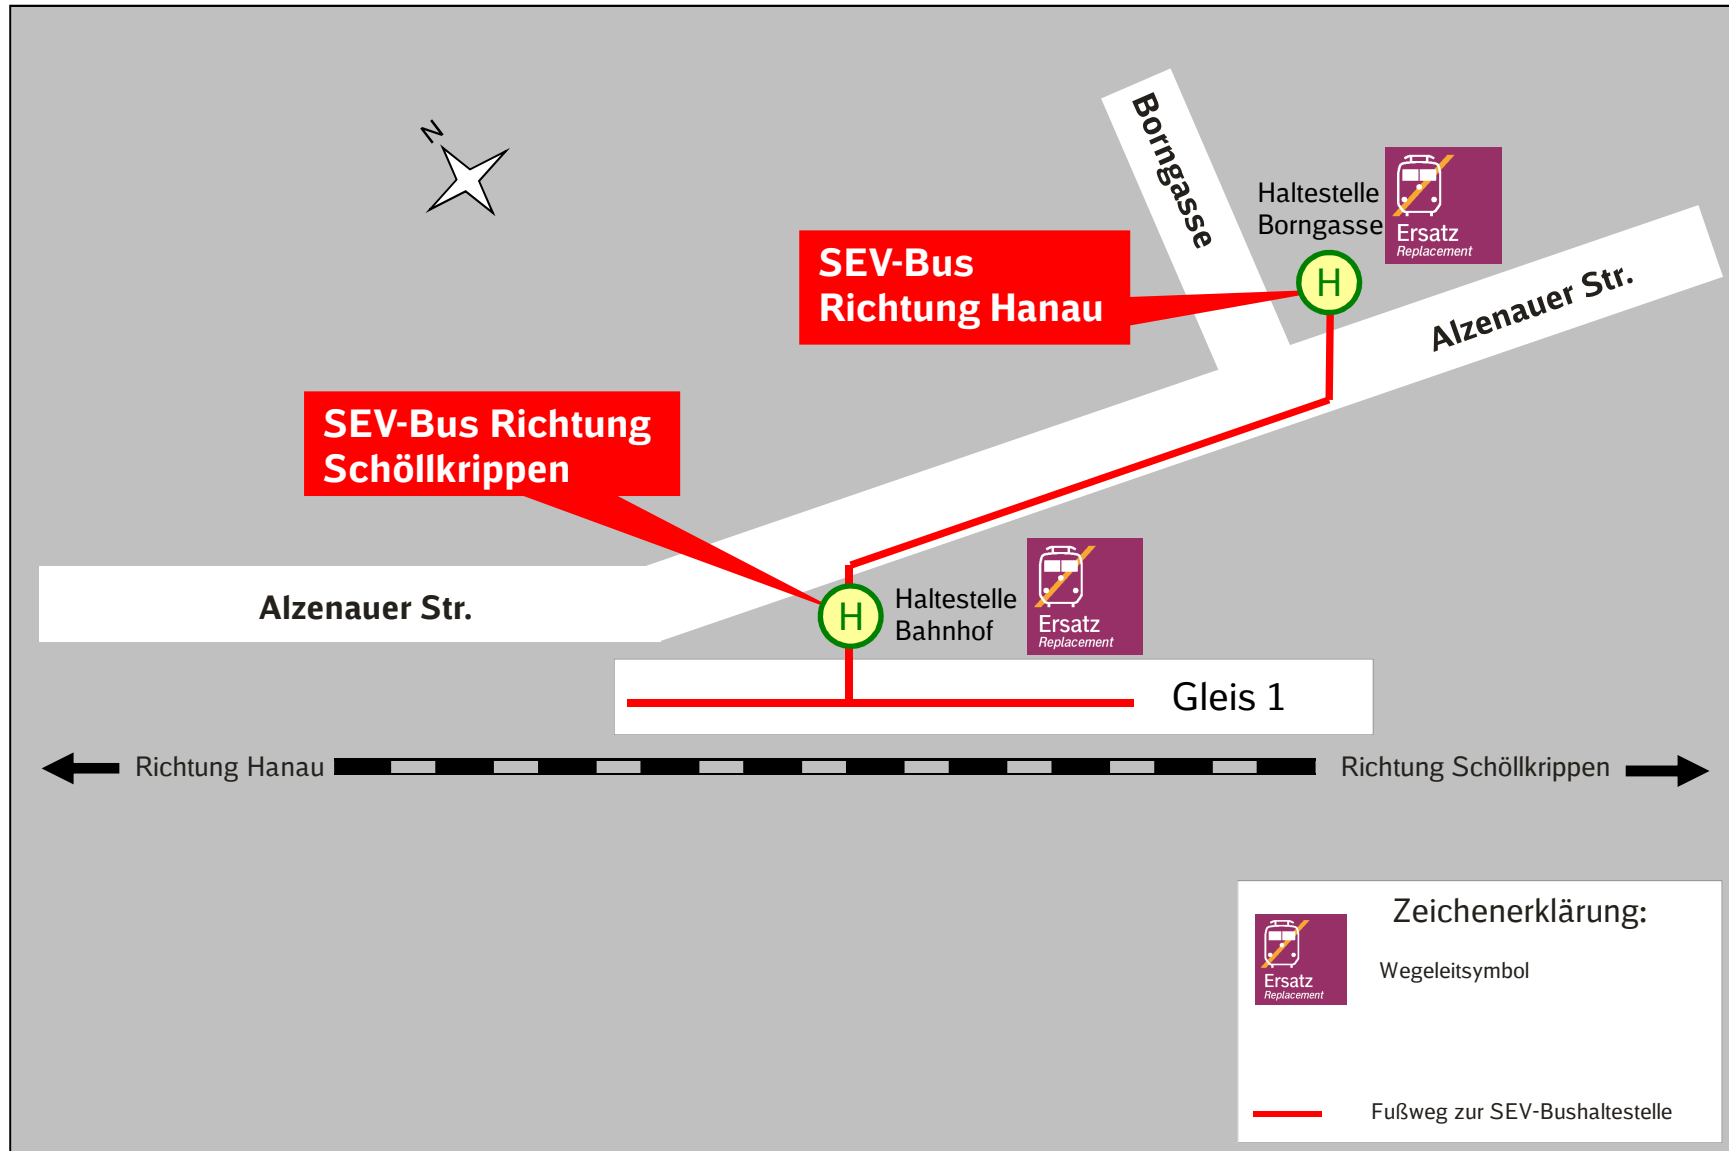 N
Borngasse
Haltestelle
Borngasse
Ersatz
Replacement
H
SEV-Bus
Richtung Hanau
Alzenauer Str.
SEV-Bus Richtung
Schöllkrippen
Alzenauer Str.
H
Haltestelle
Bahnhof
Ersatz
Replacement
Gleis 1
Richtung Hanau
Richtung Schöllkrippen
Zeichenerklärung:
Ersatz
Replacement
Wegeleitsymbol
Fußweg zur SEV-Bushaltestelle